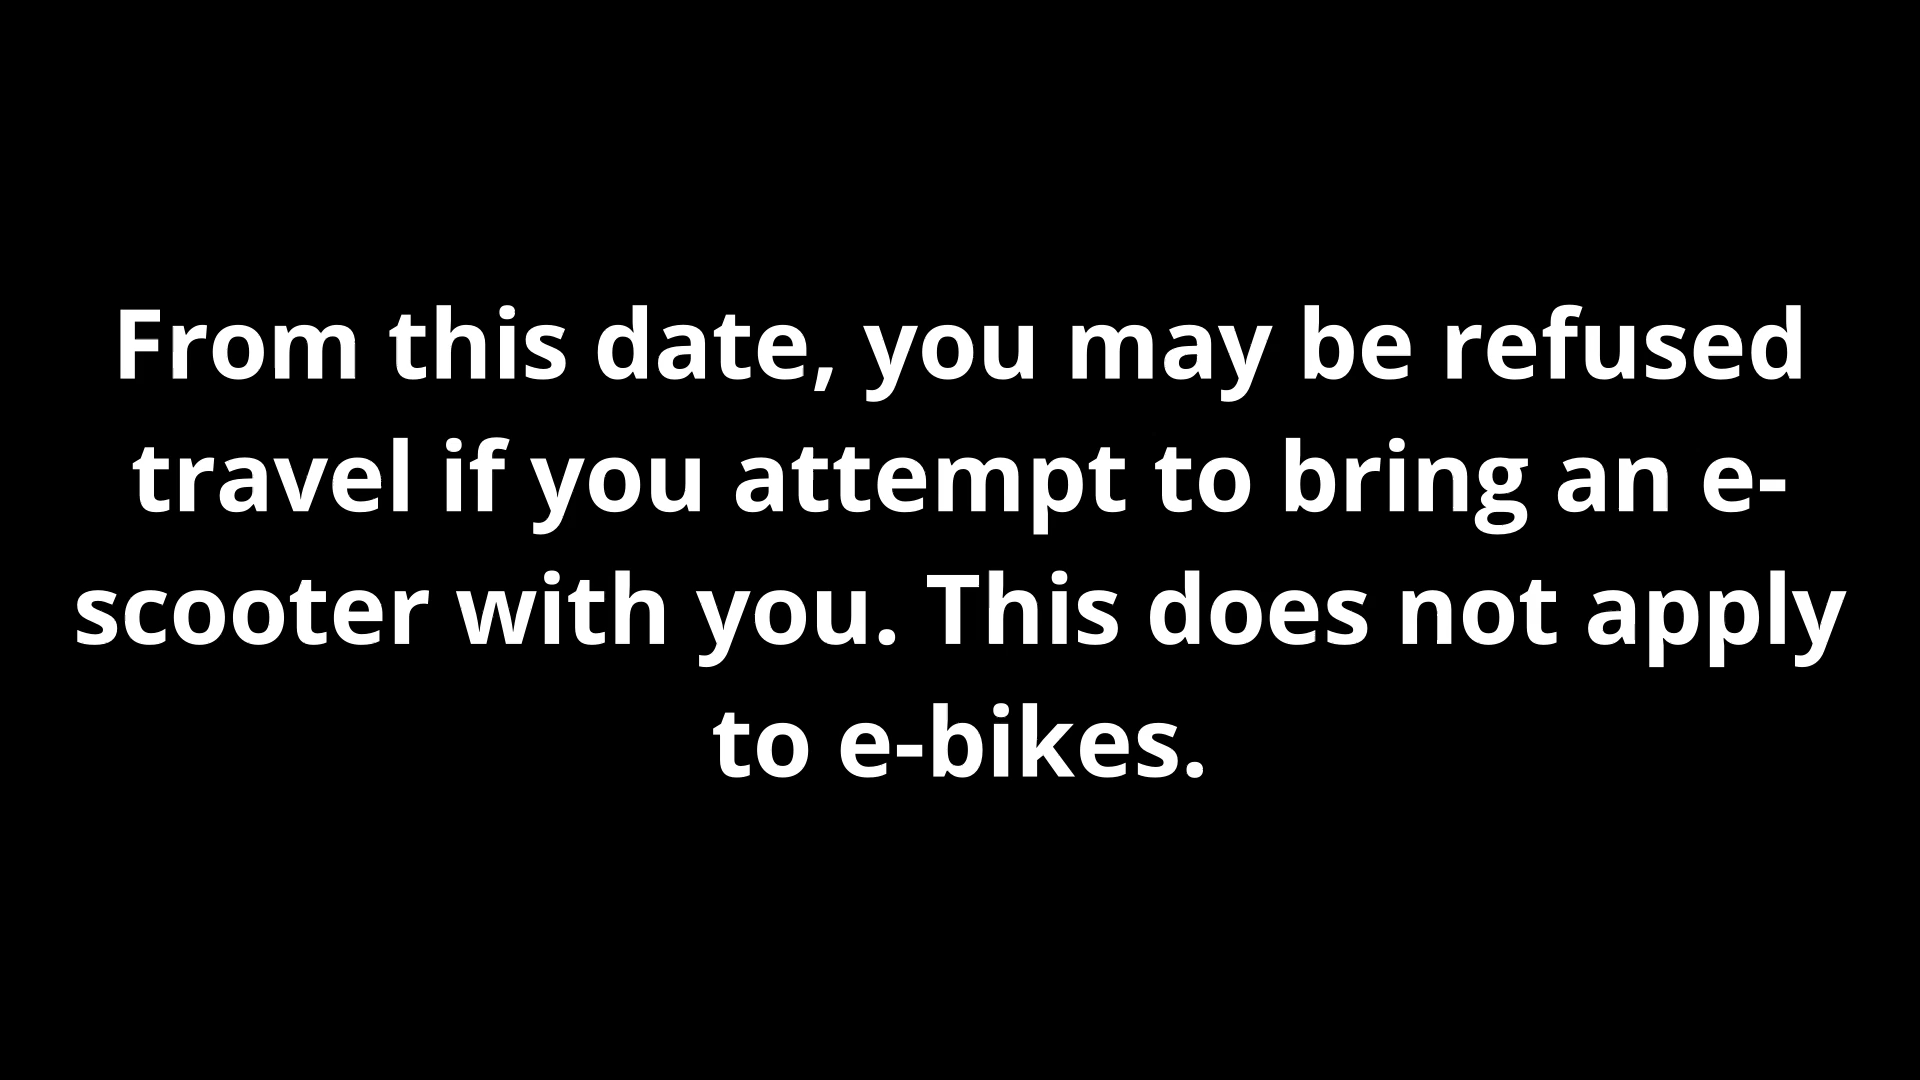 From this date, you may be refused
travel if you attempt to bring an e-
scooter with you. This does not apply
to e-bikes.